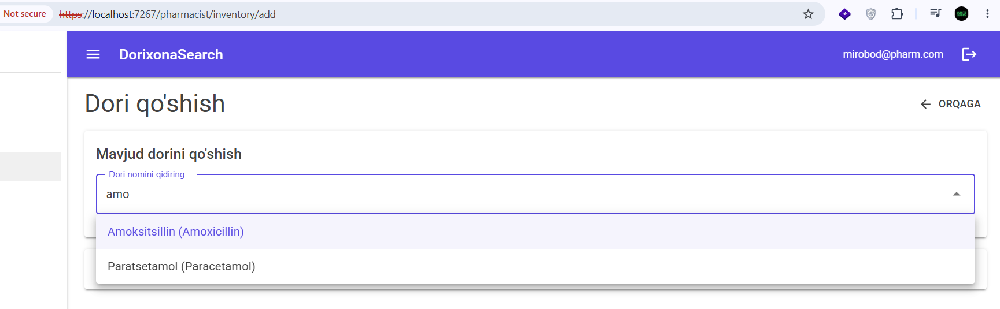 Not secure https://localhost:7267/pharmacist/inventory/add
DorixonaSearch mirobod@pharm.com
Dori qo'shish ORQAGA
Mavjud dorini qo'shish
Dori nomini qidiring...
amo
Amoksitsillin (Amoxicillin)
Paratsetamol (Paracetamol)